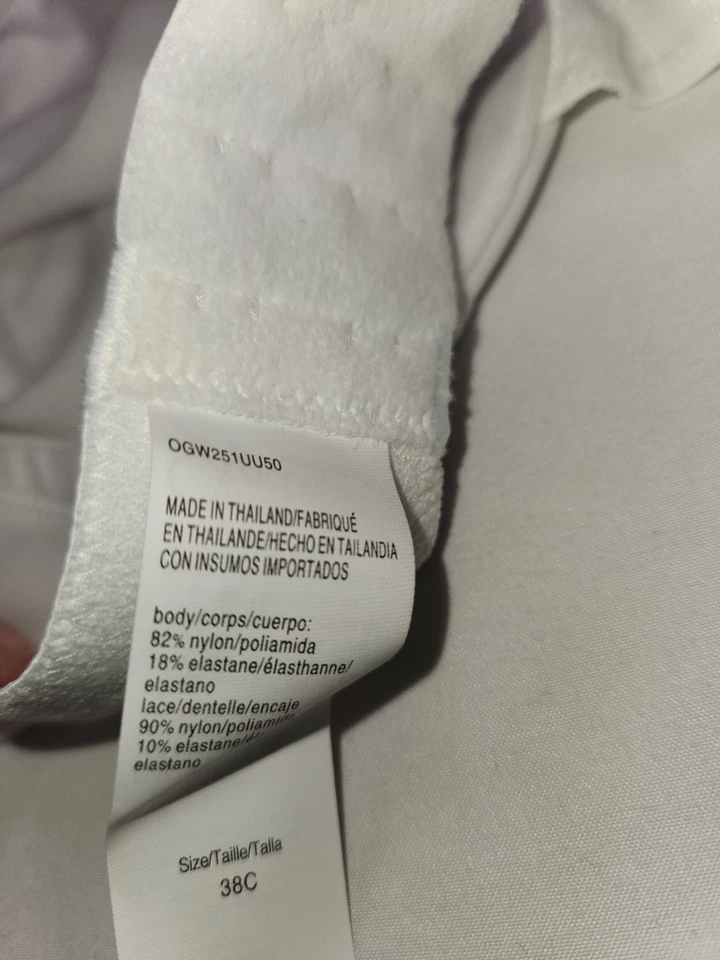 OGW251UU50
MADE IN THAILAND/FABRIQUÉ
EN THAILANDE/HECHO EN TAILANDIA
CON INSUMOS IMPORTADOS
body/corps/cuerpo:
82% nylon/poliamida
18% elastane/élasthanne/
elastano
lace/dentelle/encaje
90% nylon/poliamida
10% elastane/
elastano
Size/Taille/Talla
38C